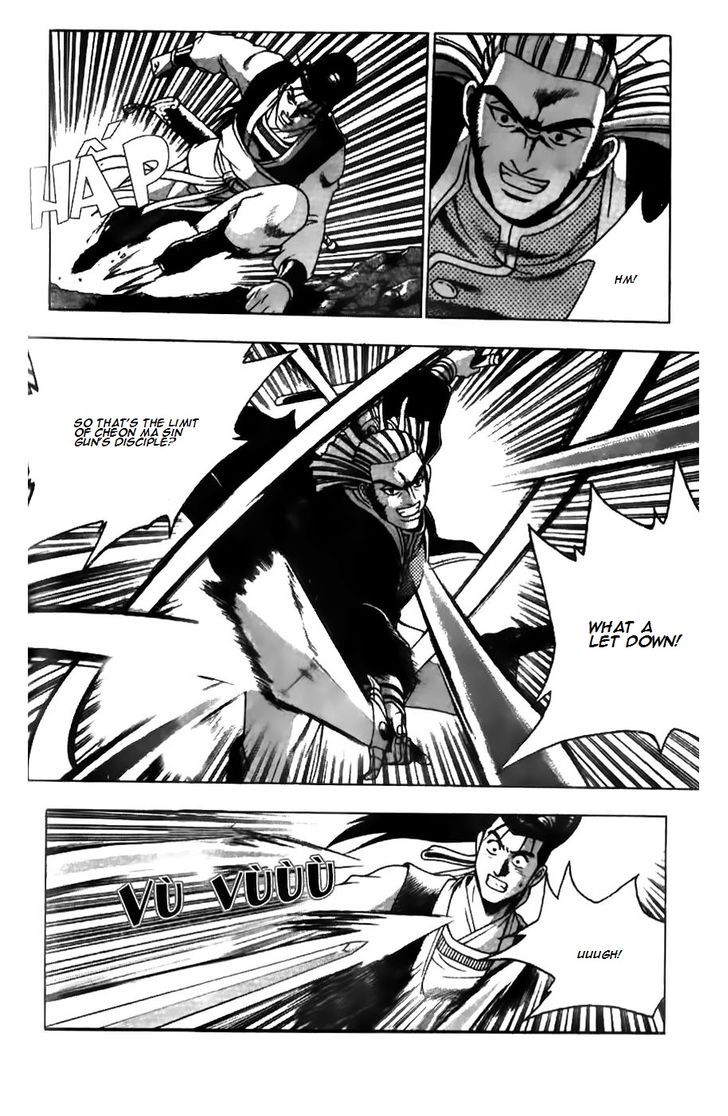 HẤP
HM!
SO THAT'S THE LIMIT
OF CHEON MA SIN
GUN'S DISCIPLE?
WHAT A
LET DOWN!
VÙ VÙÙÙ
UUUGH!